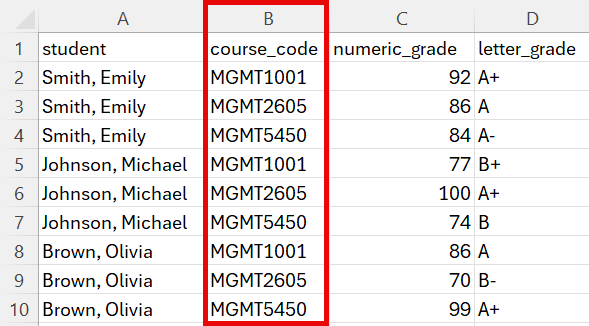 A B C D
1 student course_code numeric_grade letter_grade
2 Smith, Emily MGMT1001 92 A+
3 Smith, Emily MGMT2605 86 A
4 Smith, Emily MGMT5450 84 A-
5 Johnson, Michael MGMT1001 77 B+
6 Johnson, Michael MGMT2605 100 A+
7 Johnson, Michael MGMT5450 74 B
8 Brown, Olivia MGMT1001 86 A
9 Brown, Olivia MGMT2605 70 B-
10 Brown, Olivia MGMT5450 99 A+